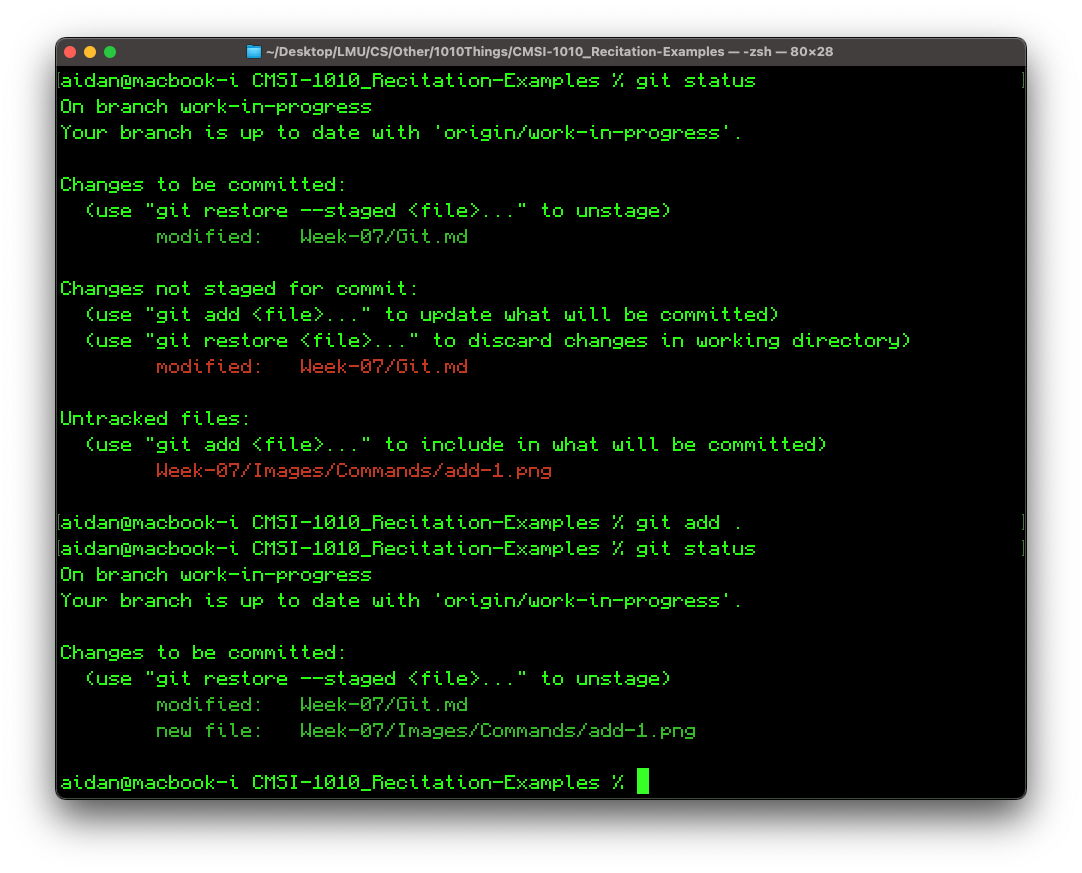 ~/Desktop/LMU/CS/Other/1010Things/CMSI-1010_Recitation-Examples — -zsh — 80×28
[aidan@macbook-i CMSI-1010_Recitation-Examples % git status ]
On branch work-in-progress
Your branch is up to date with 'origin/work-in-progress'.
Changes to be committed:
  (use "git restore --staged <file>..." to unstage)
        modified:   Week-07/Git.md
Changes not staged for commit:
  (use "git add <file>..." to update what will be committed)
  (use "git restore <file>..." to discard changes in working directory)
        modified:   Week-07/Git.md
Untracked files:
  (use "git add <file>..." to include in what will be committed)
        Week-07/Images/Commands/add-1.png
[aidan@macbook-i CMSI-1010_Recitation-Examples % git add . ]
[aidan@macbook-i CMSI-1010_Recitation-Examples % git status ]
On branch work-in-progress
Your branch is up to date with 'origin/work-in-progress'.
Changes to be committed:
  (use "git restore --staged <file>..." to unstage)
        modified:   Week-07/Git.md
        new file:   Week-07/Images/Commands/add-1.png
aidan@macbook-i CMSI-1010_Recitation-Examples %